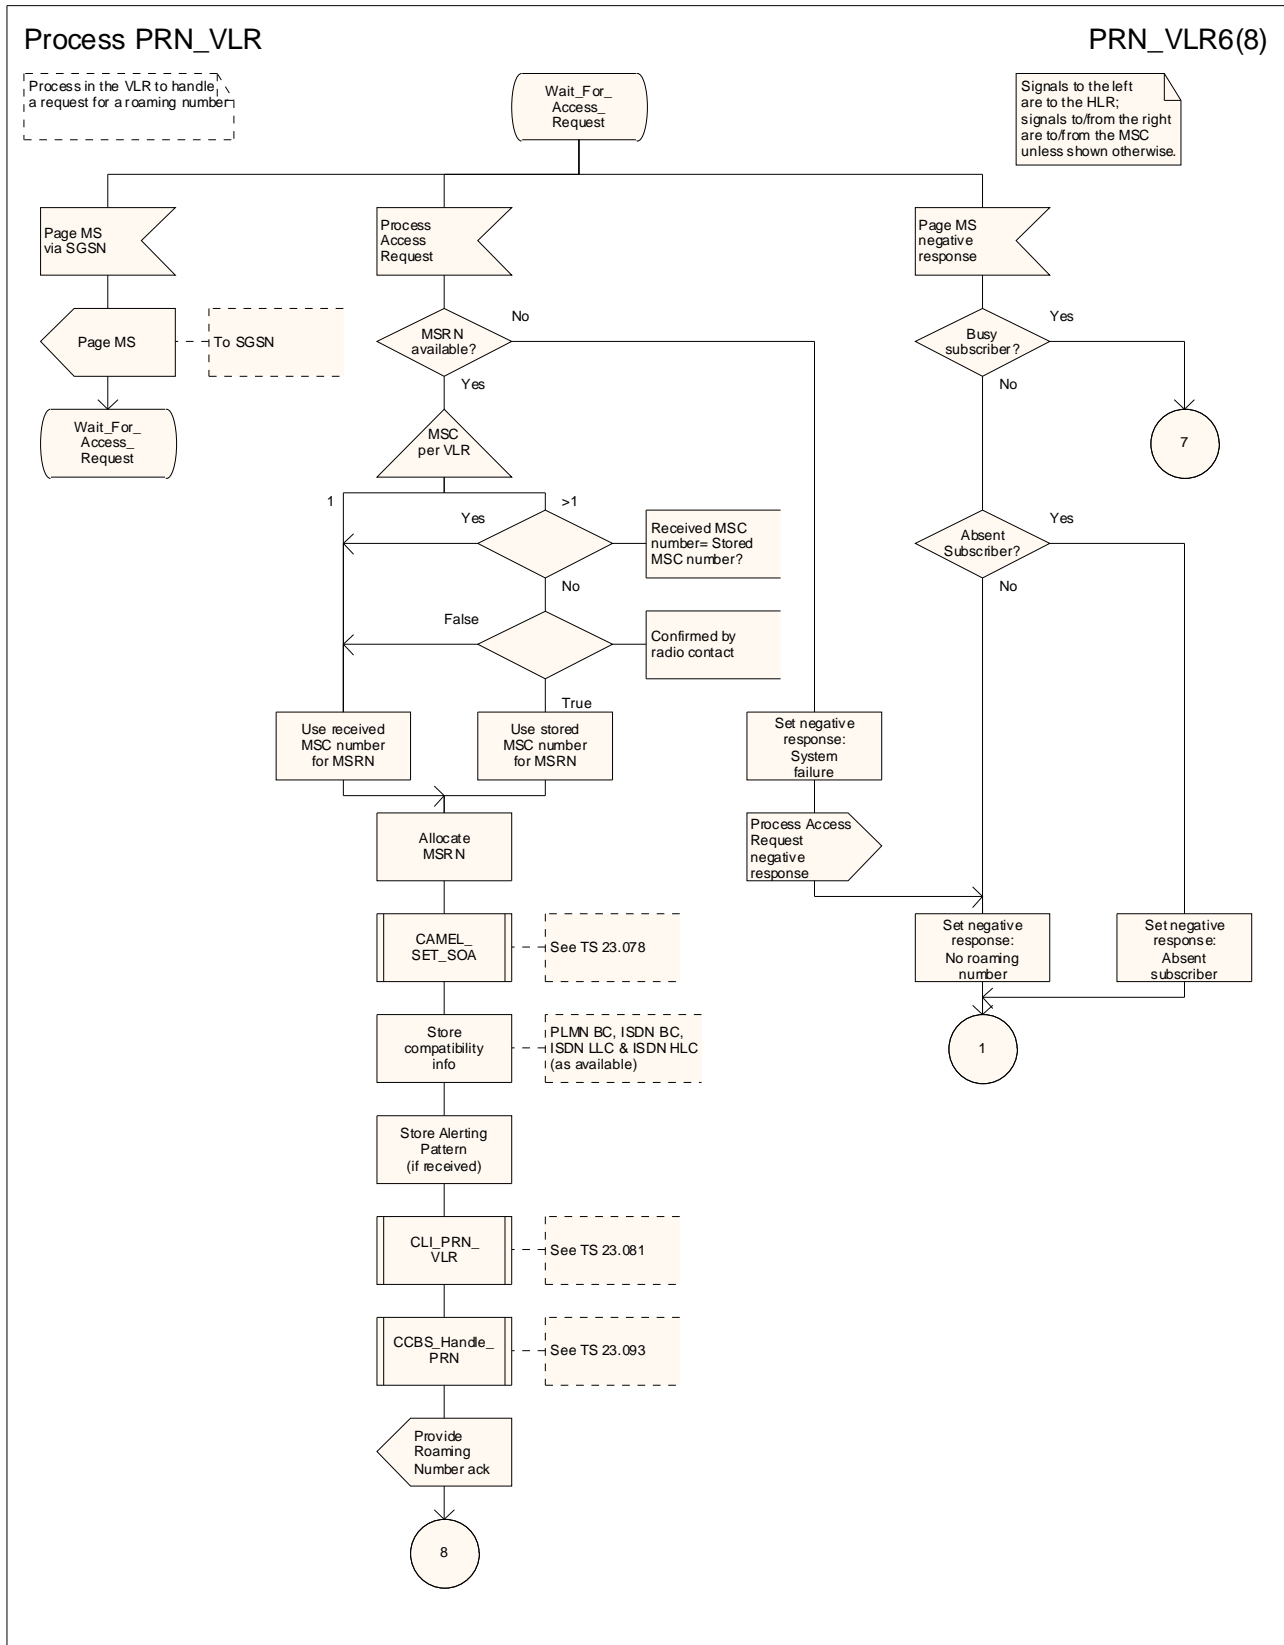 Process PRN_VLR
PRN_VLR6(8)
Process in the VLR to handle
a request for a roaming number
Wait_For_
Access_
Request
Signals to the left
are to the HLR;
signals to/from the right
are to/from the MSC
unless shown otherwise.
Page MS
via SGSN
Process
Access
Request
Page MS
negative
response
Page MS
To SGSN
MSRN
available?
No
Yes
Busy
subscriber?
Yes
No
Wait_For_
Access_
Request
MSC
per VLR
7
1
>1
Yes
Received MSC
number= Stored
MSC number?
No
Absent
Subscriber?
Yes
No
False
Confirmed by
radio contact
True
Use received
MSC number
for MSRN
Use stored
MSC number
for MSRN
Set negative
response:
System
failure
Allocate
MSRN
Process Access
Request
negative
response
CAMEL_
SET_SOA
See TS 23.078
Set negative
response:
No roaming
number
Set negative
response:
Absent
subscriber
Store
compatibility
info
PLMN BC, ISDN BC,
ISDN LLC & ISDN HLC
(as available)
1
Store Alerting
Pattern
(if received)
CLI_PRN_
VLR
See TS 23.081
CCBS_Handle_
PRN
See TS 23.093
Provide
Roaming
Number ack
8